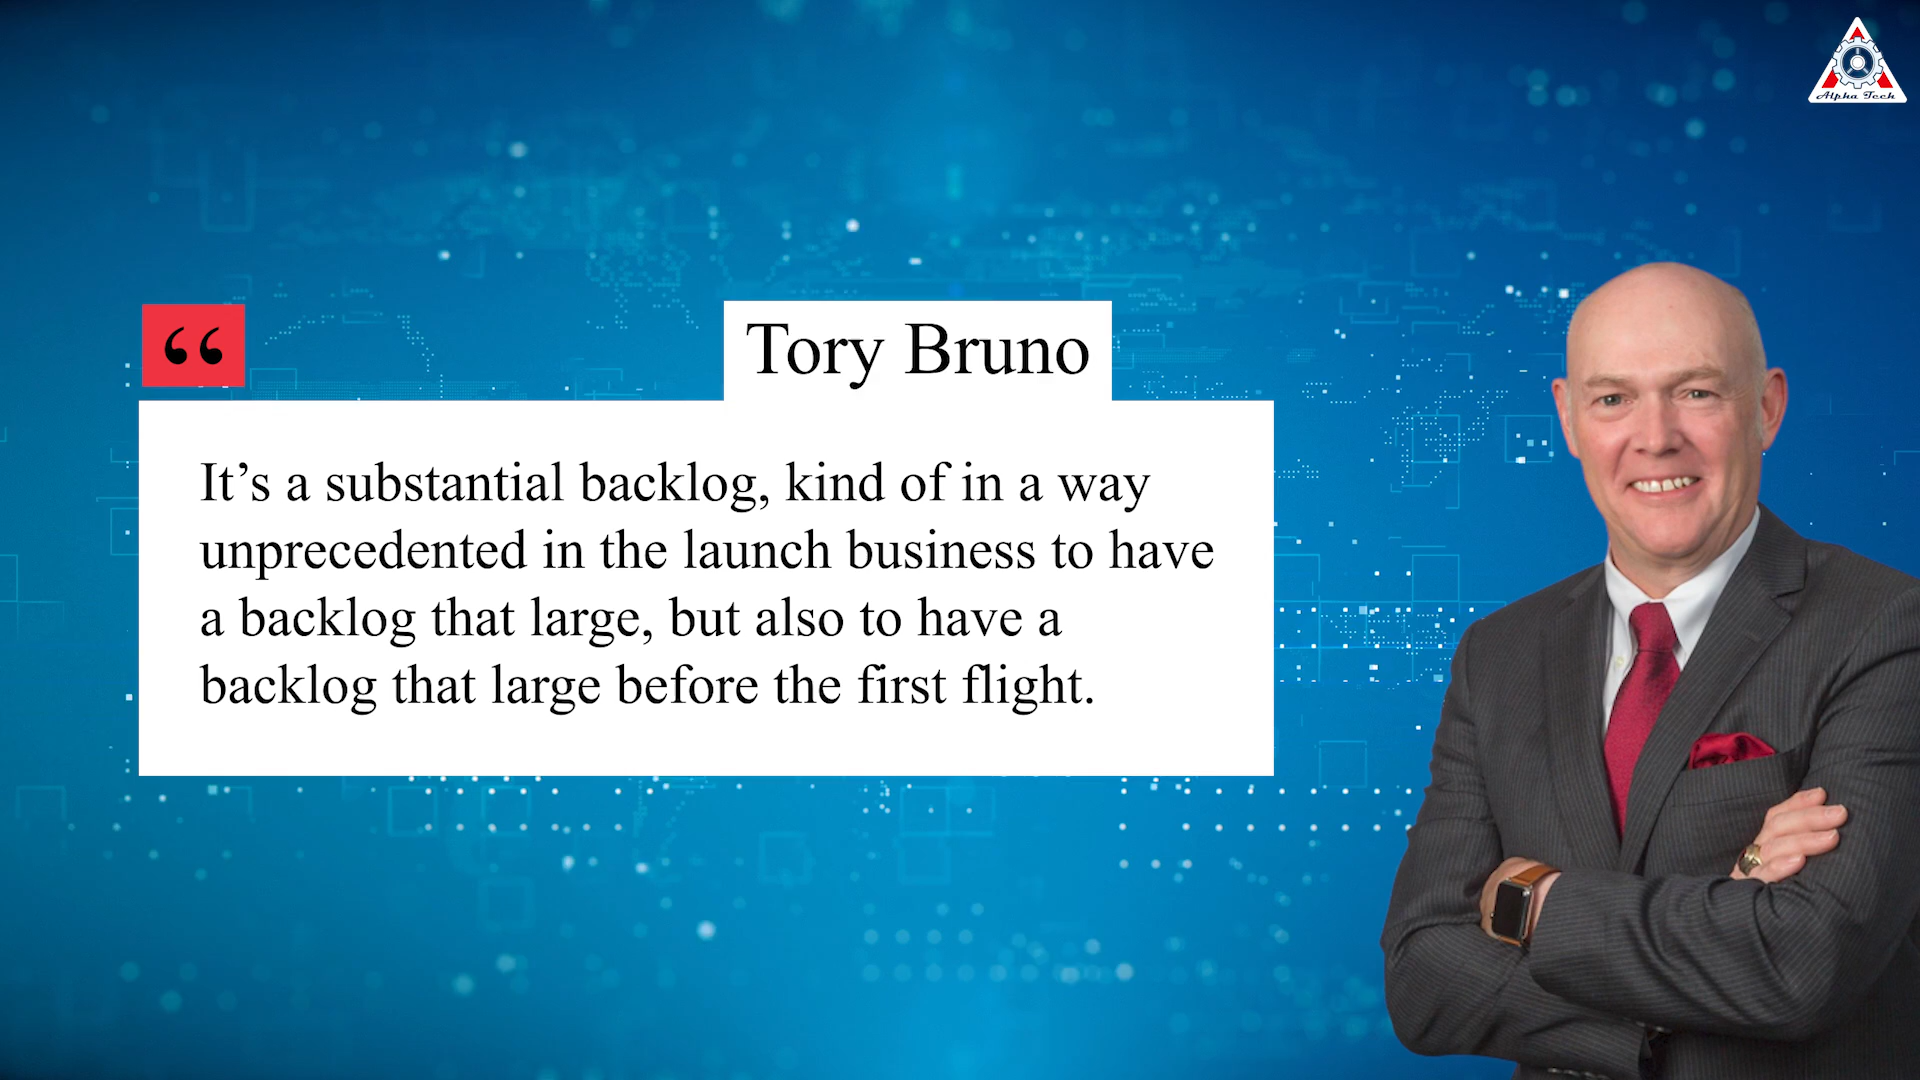 Alpha Tech
“
Tory Bruno
It’s a substantial backlog, kind of in a way
unprecedented in the launch business to have
a backlog that large, but also to have a
backlog that large before the first flight.